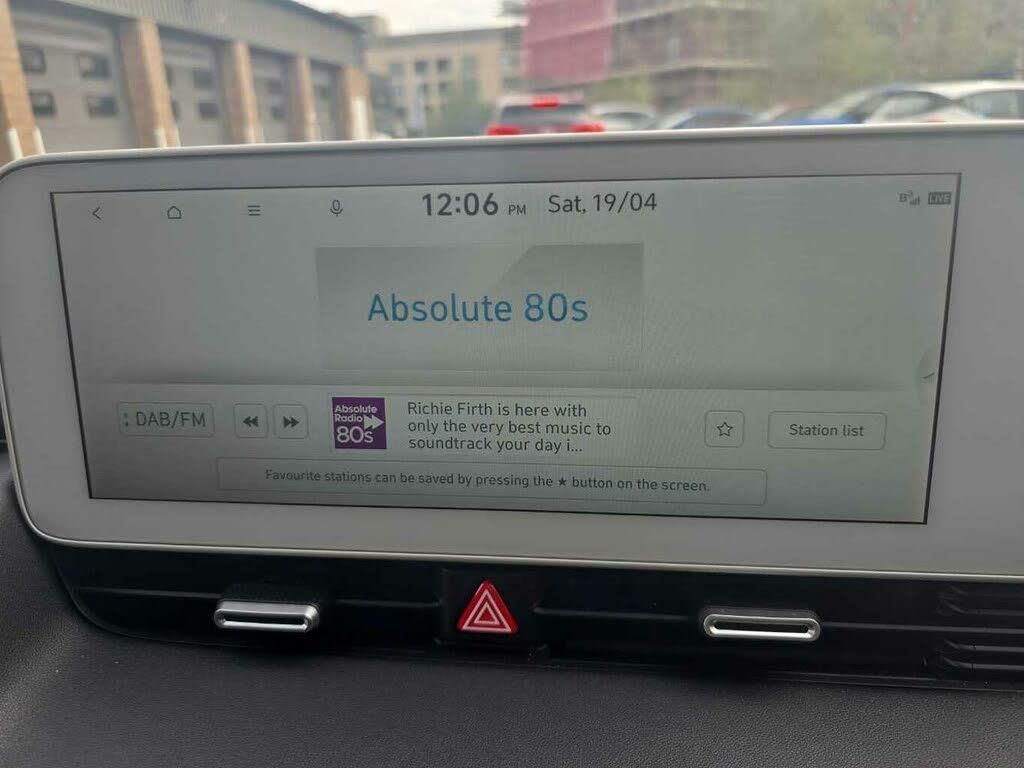 12:06 PM Sat, 19/04
LIVE
Absolute 80s
DAB/FM
Absolute
Radio
80s
Richie Firth is here with
only the very best music to
soundtrack your day i...
Station list
Favourite stations can be saved by pressing the ★ button on the screen.